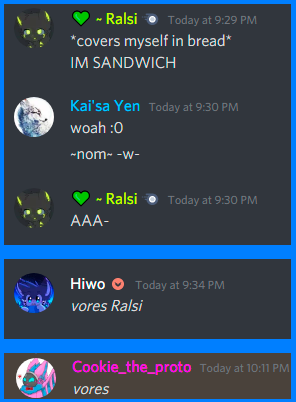 💚 ~ Ralsi ☄️ Today at 9:29 PM
*covers myself in bread*
IM SANDWICH
Kai'sa Yen Today at 9:30 PM
woah :0
~nom~ -w-
💚 ~ Ralsi ☄️ Today at 9:30 PM
AAA-
Hiwo Today at 9:34 PM
vores Ralsi
Cookie_the_proto Today at 10:11 PM
vores